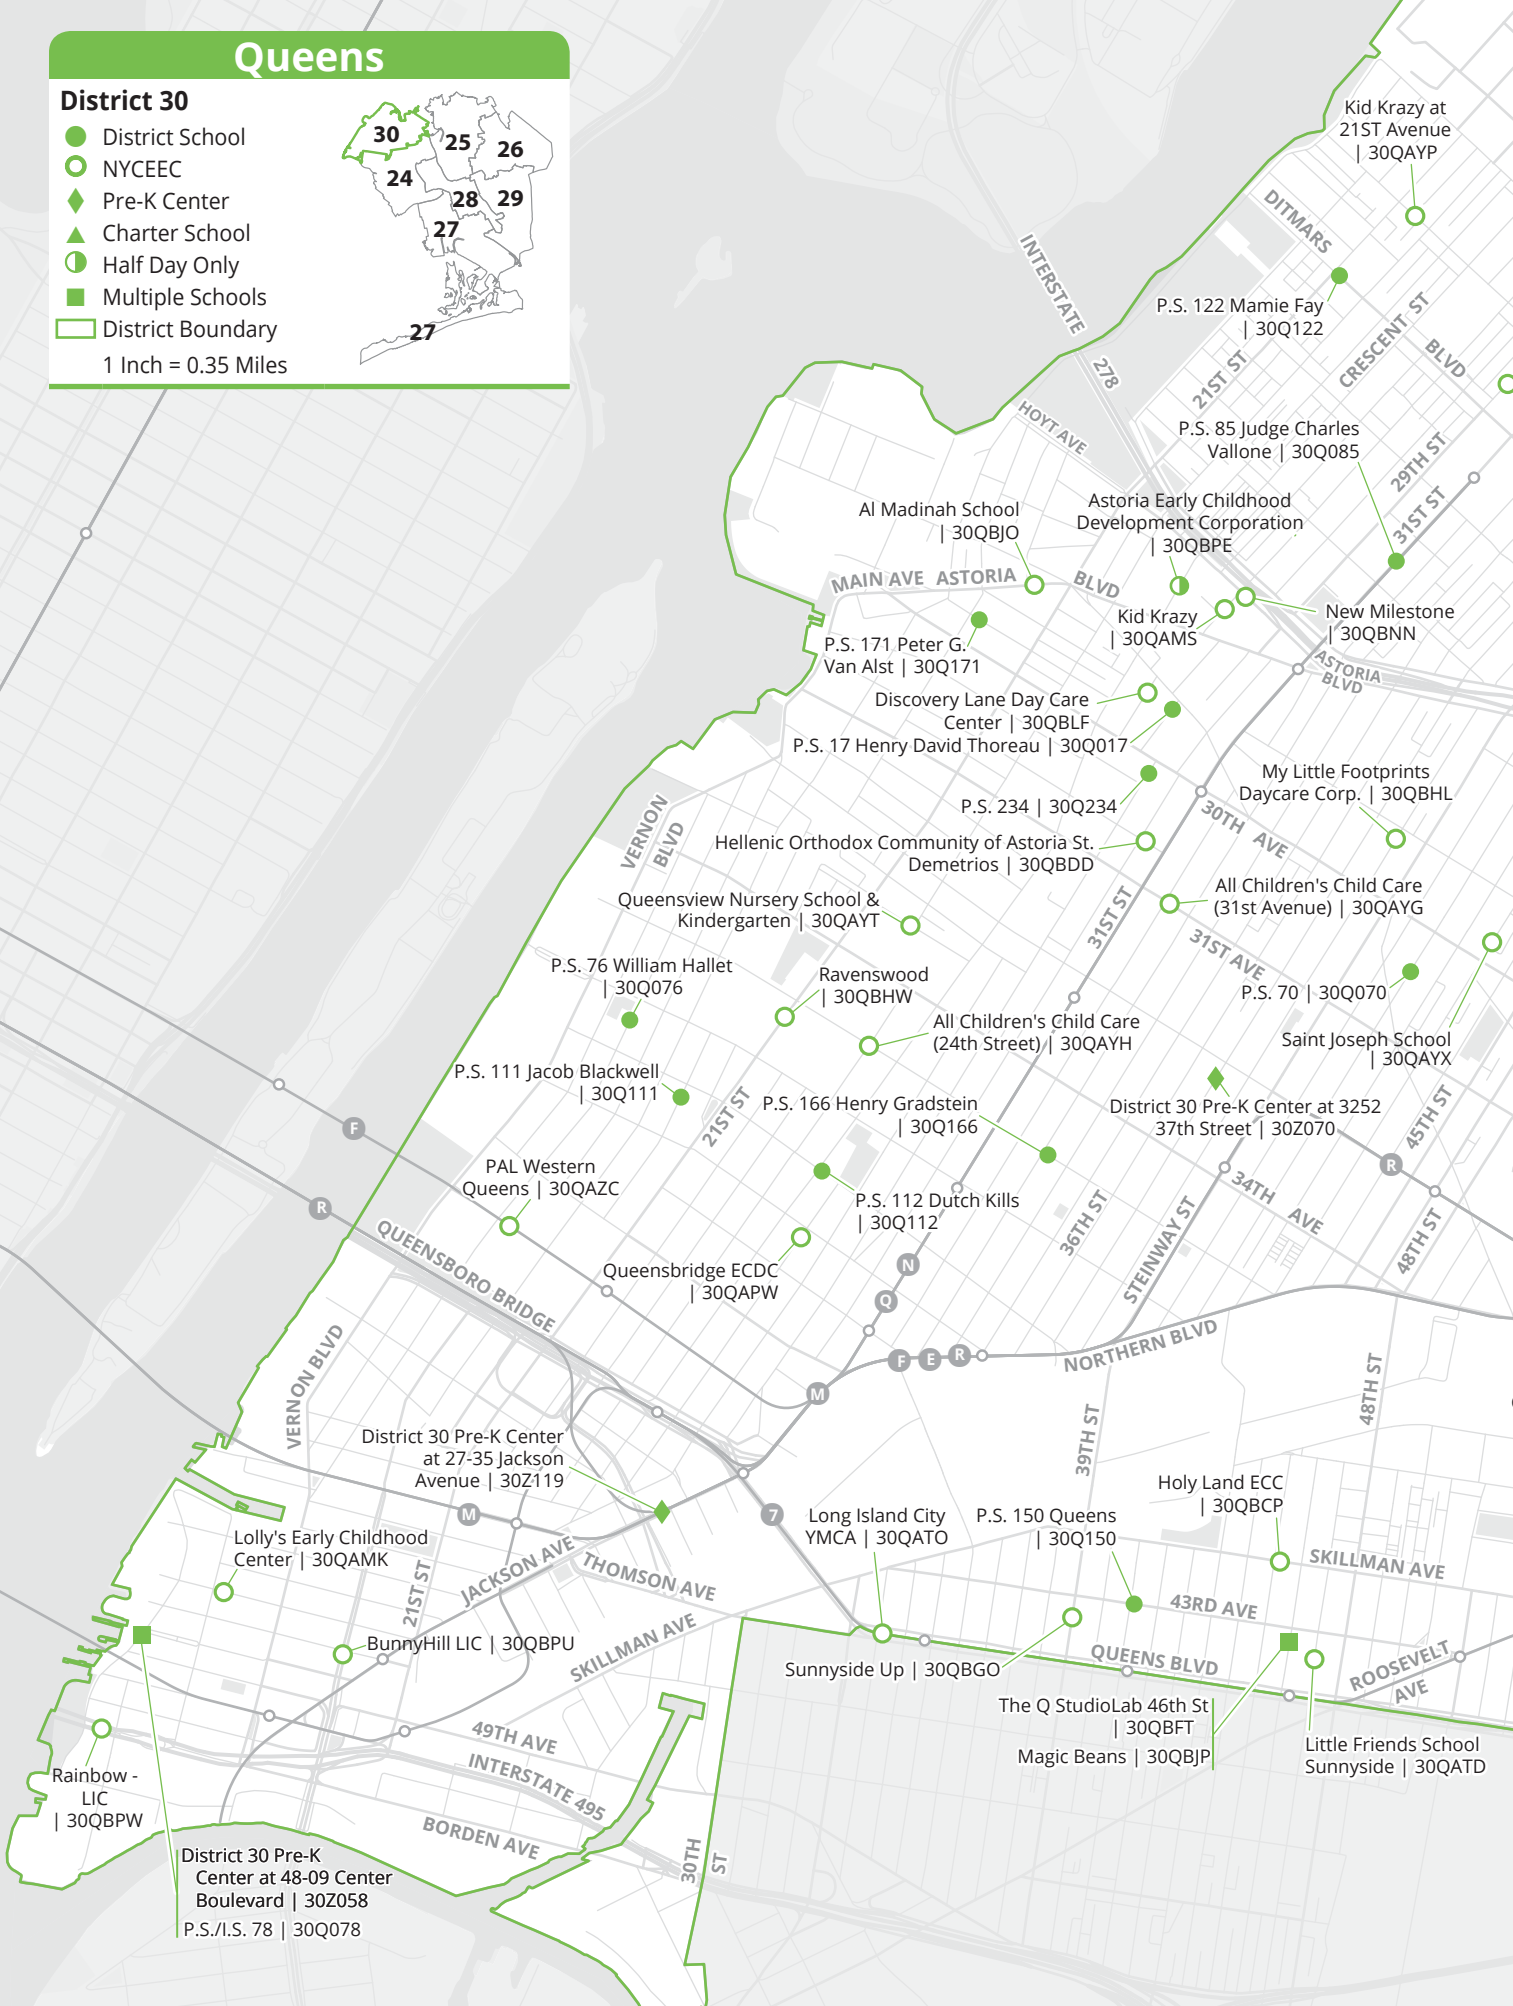 Queens
District 30
District School
NYCEEC
Pre-K Center
Charter School
Half Day Only
Multiple Schools
District Boundary
1 Inch = 0.35 Miles
30
25
26
24
28
29
27
27
Kid Krazy at
21ST Avenue
| 30QAYP
DITMARS
BLVD
INTERSTATE
278
P.S. 122 Mamie Fay
| 30Q122
CRESCENT ST
21ST ST
HOYT AVE
P.S. 85 Judge Charles
Vallone | 30Q085
29TH ST
31ST ST
Al Madinah School
| 30QBJO
Astoria Early Childhood
Development Corporation
| 30QBPE
MAIN AVE
ASTORIA
BLVD
Kid Krazy
| 30QAMS
New Milestone
| 30QBNN
P.S. 171 Peter G.
Van Alst | 30Q171
ASTORIA
BLVD
Discovery Lane Day Care
Center | 30QBLF
P.S. 17 Henry David Thoreau | 30Q017
My Little Footprints
Daycare Corp. | 30QBHL
P.S. 234 | 30Q234
30TH AVE
VERNON
BLVD
Hellenic Orthodox Community of Astoria St.
Demetrios | 30QBDD
Queensview Nursery School &
Kindergarten | 30QAYT
All Children's Child Care
(31st Avenue) | 30QAYG
31ST ST
31ST AVE
P.S. 76 William Hallet
| 30Q076
Ravenswood
| 30QBHW
P.S. 70 | 30Q070
All Children's Child Care
(24th Street) | 30QAYH
Saint Joseph School
| 30QAYX
P.S. 111 Jacob Blackwell
| 30Q111
21ST ST
P.S. 166 Henry Gradstein
| 30Q166
District 30 Pre-K Center at 3252
37th Street | 30Z070
45TH ST
F
R
R
PAL Western
Queens | 30QAZC
P.S. 112 Dutch Kills
| 30Q112
36TH ST
STEINWAY ST
34TH AVE
48TH ST
QUEENSBORO BRIDGE
Queensbridge ECDC
| 30QAPW
N
Q
F
E
R
M
NORTHERN BLVD
VERNON BLVD
48TH ST
39TH ST
District 30 Pre-K Center
at 27-35 Jackson
Avenue | 30Z119
M
7
Long Island City
YMCA | 30QATO
P.S. 150 Queens
| 30Q150
Holy Land ECC
| 30QBCP
Lolly's Early Childhood
Center | 30QAMK
21ST ST
JACKSON AVE
THOMSON AVE
SKILLMAN AVE
SKILLMAN AVE
43RD AVE
BunnyHill LIC | 30QBPU
Sunnyside Up | 30QBGO
QUEENS BLVD
ROOSEVELT
AVE
The Q StudioLab 46th St
| 30QBFT
Magic Beans | 30QBJP
Little Friends School
Sunnyside | 30QATD
49TH AVE
INTERSTATE 495
BORDEN AVE
30TH
ST
Rainbow -
LIC
| 30QBPW
District 30 Pre-K
Center at 48-09 Center
Boulevard | 30Z058
P.S./I.S. 78 | 30Q078